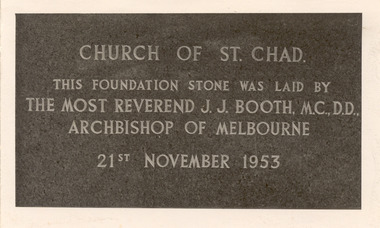 CHURCH OF ST. CHAD.
THIS FOUNDATION STONE WAS LAID BY
THE MOST REVEREND J. J. BOOTH, M.C., D.D.,
ARCHBISHOP OF MELBOURNE
21ST NOVEMBER 1953